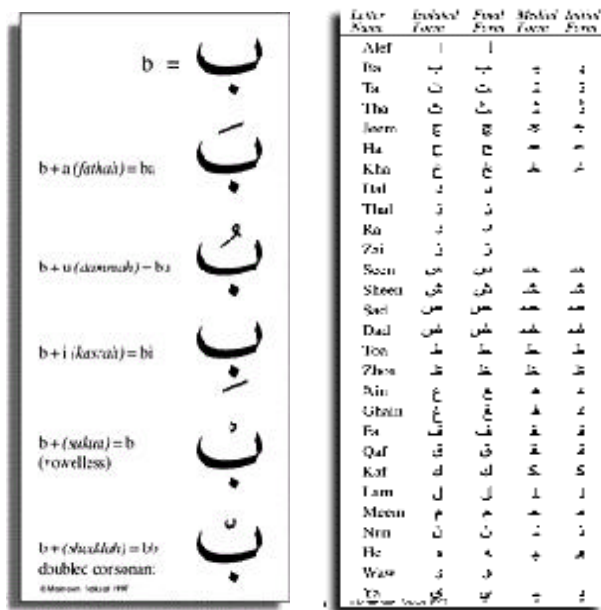 b = ب
b + a (fathah) = ba بَ
b + u (dammah) = bu بُ
b + i (kasrah) = bi بِ
b + (sukun) = b بْ
(vowelless)
b + (shaddah) = bb بّ
doubled consonant
Letter Name Isolated Form Final Form Medial Form Initial Form
Alef ا ـا
Ba ب ـب ـبـ بـ
Ta ت ـت ـتـ تـ
Tha ث ـث ـثـ ثـ
Jeem ج ـج ـجـ جـ
Ha ح ـح ـحـ حـ
Kha خ ـخ ـخـ خـ
Dal د ـد
Thal ذ ـذ
Ra ر ـر
Zai ز ـز
Seen س ـس ـسـ سـ
Sheen ش ـش ـشـ شـ
Sad ص ـص ـصـ صـ
Dad ض ـض ـضـ ضـ
Toa ط ـط ـطـ طـ
Zhoa ظ ـظ ـظـ ظـ
Ain ع ـع ـعـ عـ
Ghain غ ـغ ـغـ غـ
Fa ف ـف ـفـ فـ
Qaf ق ـق ـقـ قـ
Kaf ك ـك ـكـ كـ
Lam ل ـل ـلـ لـ
Meem م ـم ـمـ مـ
Nun ن ـن ـنـ نـ
He ه ـه ـهـ هـ
Waw و ـو
Ya ي ـي ـيـ يـ